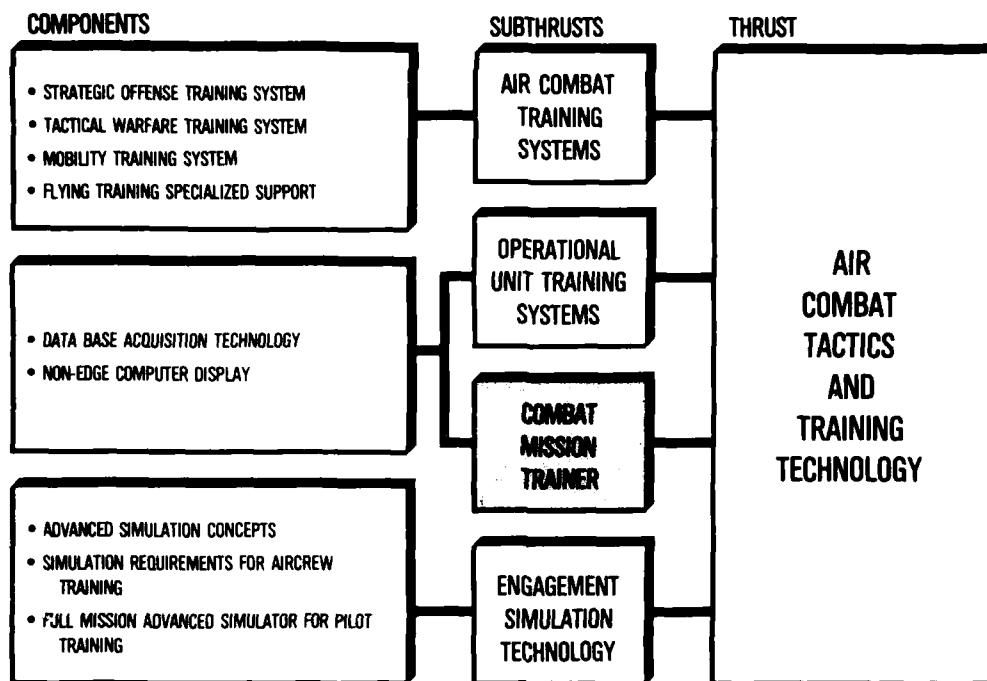 COMPONENTS
• STRATEGIC OFFENSE TRAINING SYSTEM
• TACTICAL WARFARE TRAINING SYSTEM
• MOBILITY TRAINING SYSTEM
• FLYING TRAINING SPECIALIZED SUPPORT
• DATA BASE ACQUISITION TECHNOLOGY
• NON-EDGE COMPUTER DISPLAY
• ADVANCED SIMULATION CONCEPTS
• SIMULATION REQUIREMENTS FOR AIRCREW
TRAINING
• FULL MISSION ADVANCED SIMULATOR FOR PILOT
TRAINING
SUBTHRUSTS
AIR COMBAT
TRAINING
SYSTEMS
OPERATIONAL
UNIT TRAINING
SYSTEMS
COMBAT
MISSION
TRAINER
ENGAGEMENT
SIMULATION
TECHNOLOGY
THRUST
AIR
COMBAT
TACTICS
AND
TRAINING
TECHNOLOGY